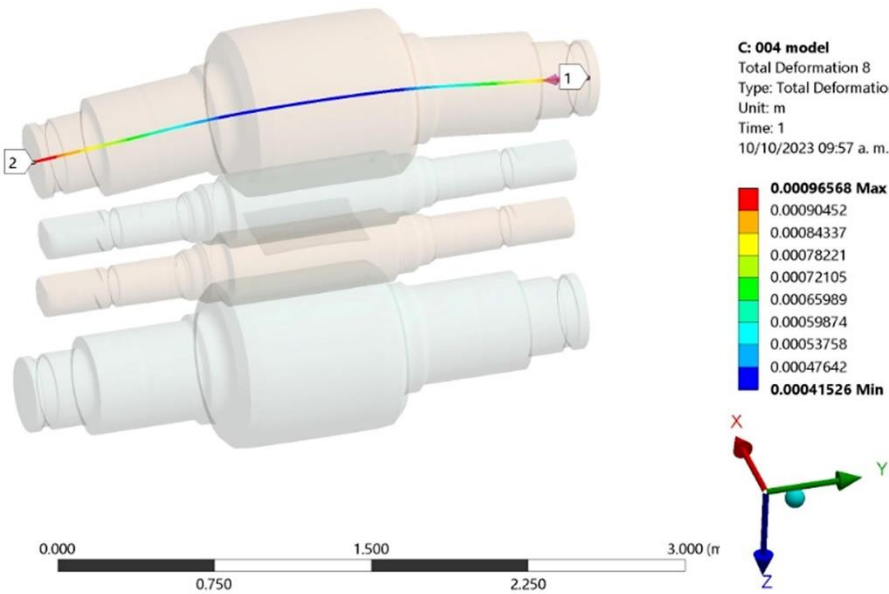 C: 004 model
Total Deformation 8
Type: Total Deformatio
Unit: m
Time: 1
10/10/2023 09:57 a. m.
0.00096568 Max
0.00090452
0.00084337
0.00078221
0.00072105
0.00065989
0.00059874
0.00053758
0.00047642
0.00041526 Min
1
2
X
Y
Z
0.000
1.500
3.000 (m
0.750
2.250